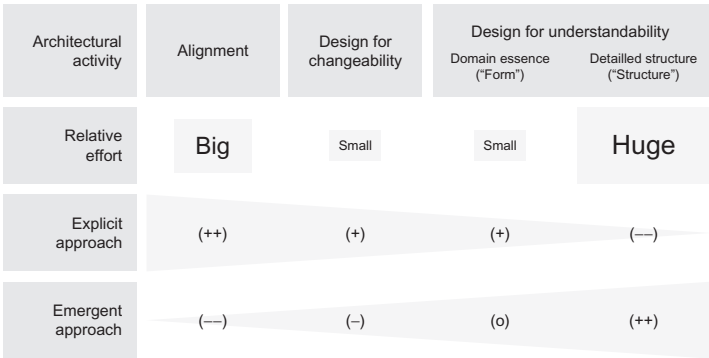 Architectural
activity
Alignment
Design for
changeability
Design for understandability
Domain essence
("Form")
Detailled structure
("Structure")
Relative
effort
Big
Small
Small
Huge
Explicit
approach
(++)
(+)
(+)
(−−)
Emergent
approach
(−−)
(−)
(o)
(++)